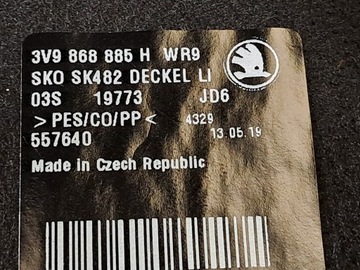 3V9 868 885 H WR9
SKO SK482 DECKEL LI
03S 19773 JD6
>PES/CO/PP< 4329
557640 13.05.19
Made in Czech Republic